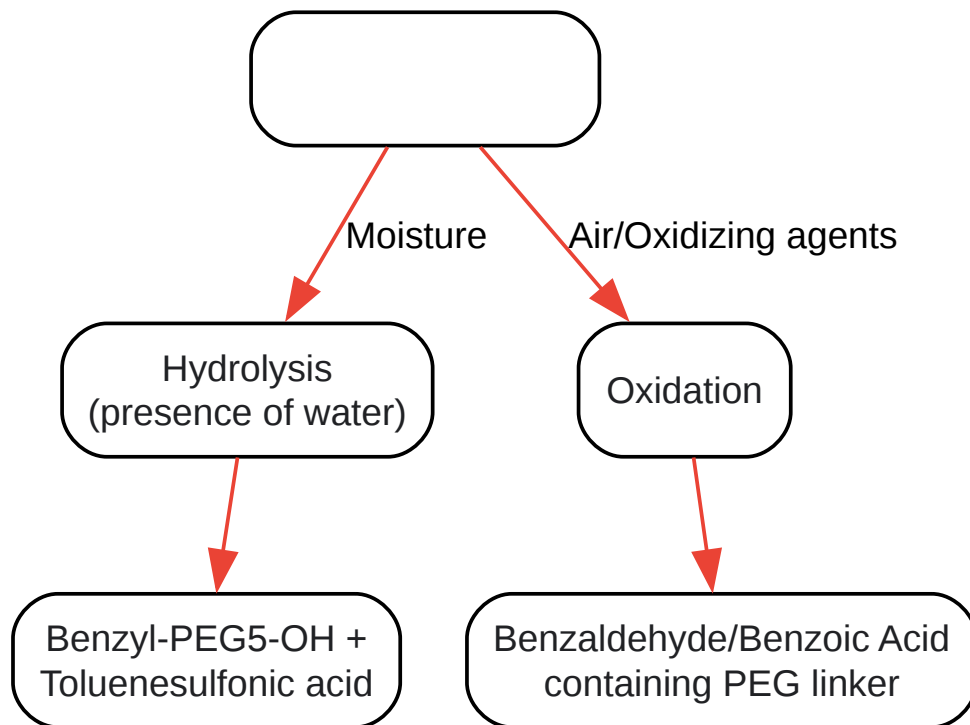 Moisture
Air/Oxidizing agents
Hydrolysis
(presence of water)
Oxidation
Benzyl-PEG5-OH +
Toluenesulfonic acid
Benzaldehyde/Benzoic Acid
containing PEG linker